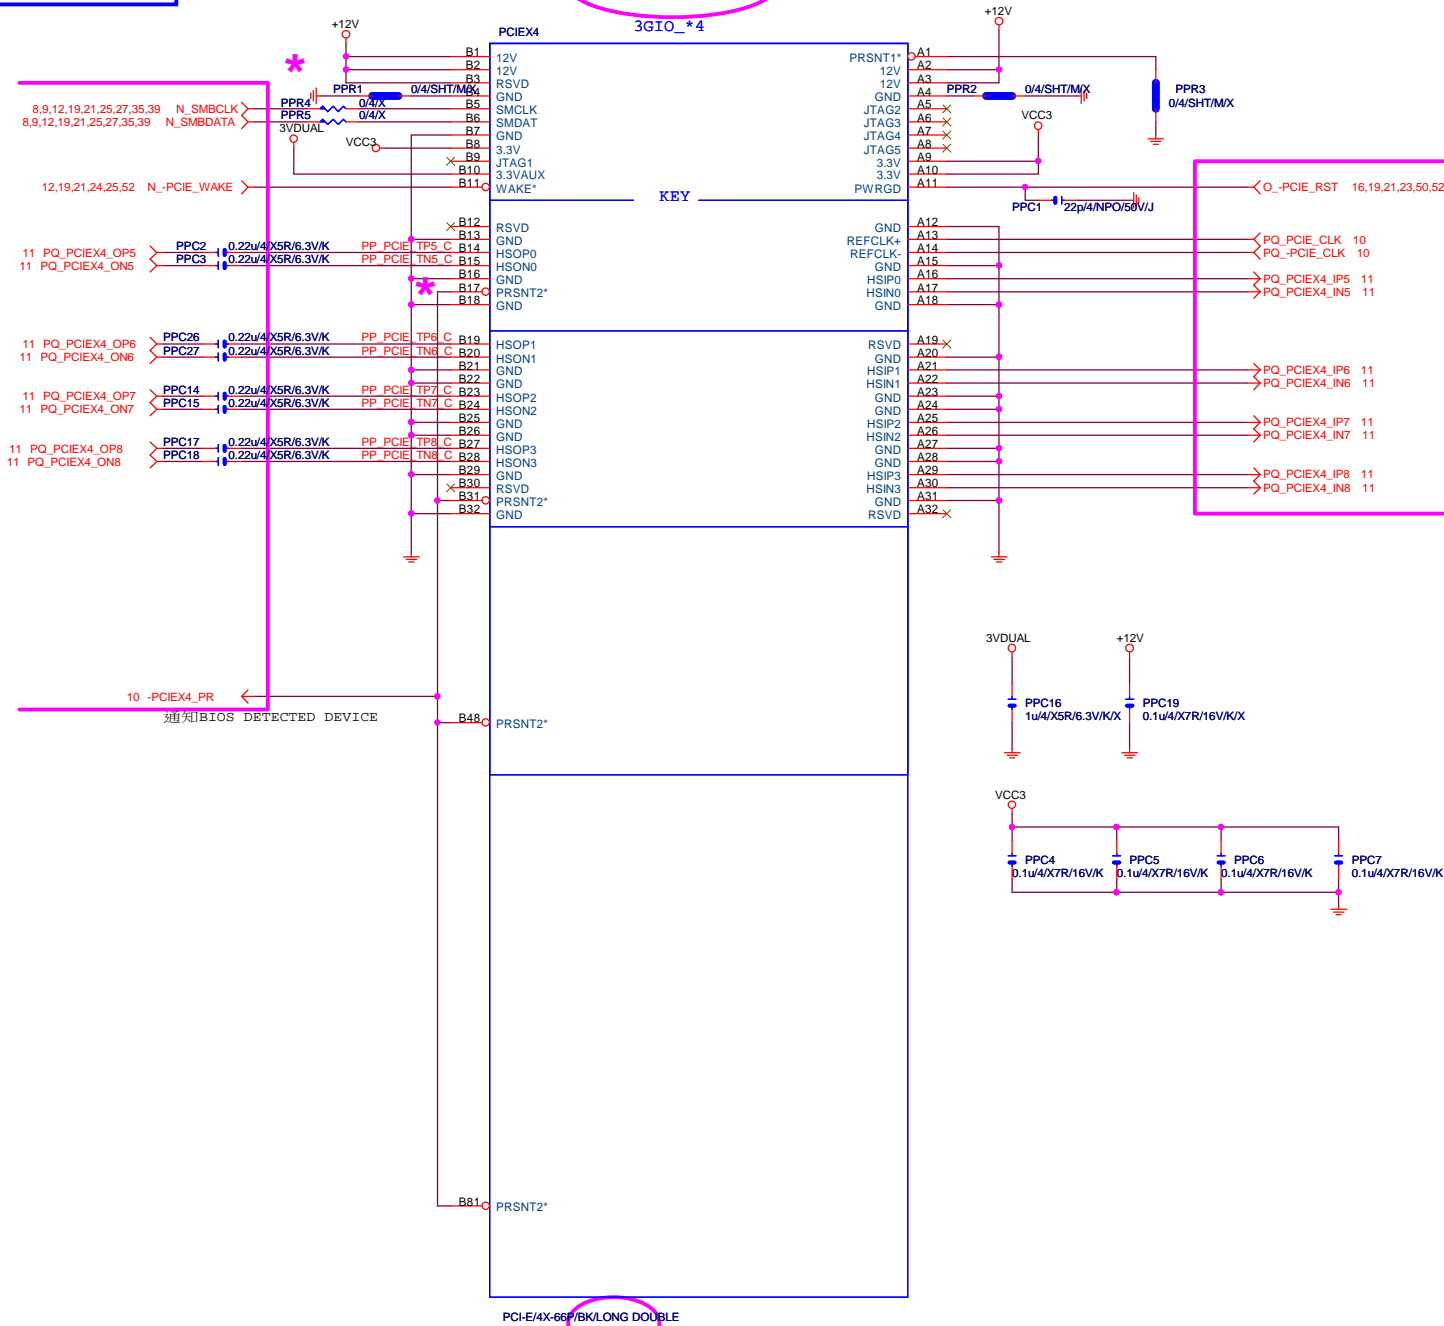 3GIO_*4
PCIEX4
+12V
+12V
B1 12V
B2 12V
B3 RSVD
B4 GND
B5 SMCLK
B6 SMDAT
B7 GND
B8 3.3V
B9 JTAG1
B10 3.3VAUX
B11 WAKE*
KEY
B12 RSVD
B13 GND
B14 HSOP0
B15 HSON0
B16 GND
B17 PRSNT2*
B18 GND
B19 HSOP1
B20 HSON1
B21 GND
B22 GND
B23 HSOP2
B24 HSON2
B25 GND
B26 GND
B27 HSOP3
B28 HSON3
B29 GND
B30 RSVD
B31 PRSNT2*
B32 GND
B48 PRSNT2*
B81 PRSNT2*
PRSNT1* A1
12V A2
12V A3
GND A4
JTAG2 A5
JTAG3 A6
JTAG4 A7
JTAG5 A8
3.3V A9
3.3V A10
PWRGD A11
GND A12
REFCLK+ A13
REFCLK- A14
GND A15
HSIP0 A16
HSIN0 A17
GND A18
RSVD A19
GND A20
HSIP1 A21
HSIN1 A22
GND A23
GND A24
HSIP2 A25
HSIN2 A26
GND A27
GND A28
HSIP3 A29
HSIN3 A30
GND A31
RSVD A32
*
PPR1 0/4/SHT/M/X
8,9,12,19,21,25,27,35,39 N_SMBCLK PPR4 0/4/X
8,9,12,19,21,25,27,35,39 N_SMBDATA PPR5 0/4/X
3VDUAL
VCC3
12,19,21,24,25,52 N_-PCIE_WAKE
11 PQ_PCIEX4_OP5 PPC2 0.22u/4/X5R/6.3V/K PP_PCIE_TP5_C
11 PQ_PCIEX4_ON5 PPC3 0.22u/4/X5R/6.3V/K PP_PCIE_TN5_C
*
11 PQ_PCIEX4_OP6 PPC26 0.22u/4/X5R/6.3V/K PP_PCIE_TP6_C
11 PQ_PCIEX4_ON6 PPC27 0.22u/4/X5R/6.3V/K PP_PCIE_TN6_C
11 PQ_PCIEX4_OP7 PPC14 0.22u/4/X5R/6.3V/K PP_PCIE_TP7_C
11 PQ_PCIEX4_ON7 PPC15 0.22u/4/X5R/6.3V/K PP_PCIE_TN7_C
11 PQ_PCIEX4_OP8 PPC17 0.22u/4/X5R/6.3V/K PP_PCIE_TP8_C
11 PQ_PCIEX4_ON8 PPC18 0.22u/4/X5R/6.3V/K PP_PCIE_TN8_C
10 -PCIEX4_PR
通知BIOS DETECTED DEVICE
PPR2 0/4/SHT/M/X
PPR3
0/4/SHT/M/X
VCC3
O_-PCIE_RST 16,19,21,23,50,52
PPC1 22p/4/NPO/50V/J
PQ_PCIE_CLK 10
PQ_-PCIE_CLK 10
PQ_PCIEX4_IP5 11
PQ_PCIEX4_IN5 11
PQ_PCIEX4_IP6 11
PQ_PCIEX4_IN6 11
PQ_PCIEX4_IP7 11
PQ_PCIEX4_IN7 11
PQ_PCIEX4_IP8 11
PQ_PCIEX4_IN8 11
3VDUAL
PPC16
1u/4/X5R/6.3V/K/X
+12V
PPC19
0.1u/4/X7R/16V/K/X
VCC3
PPC4
0.1u/4/X7R/16V/K
PPC5
0.1u/4/X7R/16V/K
PPC6
0.1u/4/X7R/16V/K
PPC7
0.1u/4/X7R/16V/K
PCI-E/4X-66P/BK/LONG DOUBLE